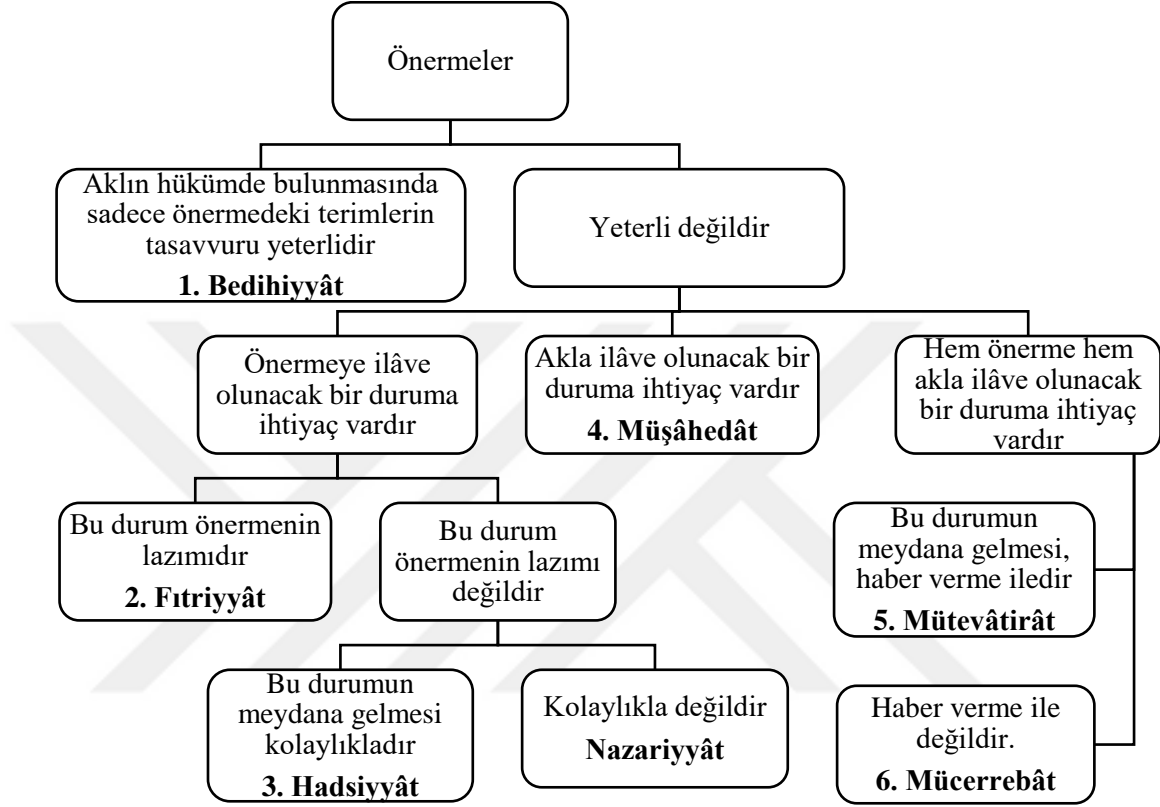 Önermeler
Aklın hükümde bulunmasında
sadece önermedeki terimlerin
tasavvuru yeterlidir
1. Bedihiyyât
Yeterli değildir
Önermeye ilâve
olunacak bir duruma
ihtiyaç vardır
Akla ilâve olunacak bir
duruma ihtiyaç vardır
4. Müşâhedât
Hem önerme hem
akla ilâve olunacak
bir duruma ihtiyaç
vardır
Bu durum önermenin
lazımıdır
2. Fıtriyyât
Bu durum
önermenin lazımı
değildir
Bu durumun
meydana gelmesi,
haber verme iledir
5. Mütevâtirât
Bu durumun
meydana gelmesi
kolaylıkladır
3. Hadsiyyât
Kolaylıkla değildir
Nazariyyât
Haber verme ile
değildir.
6. Mücerrebât